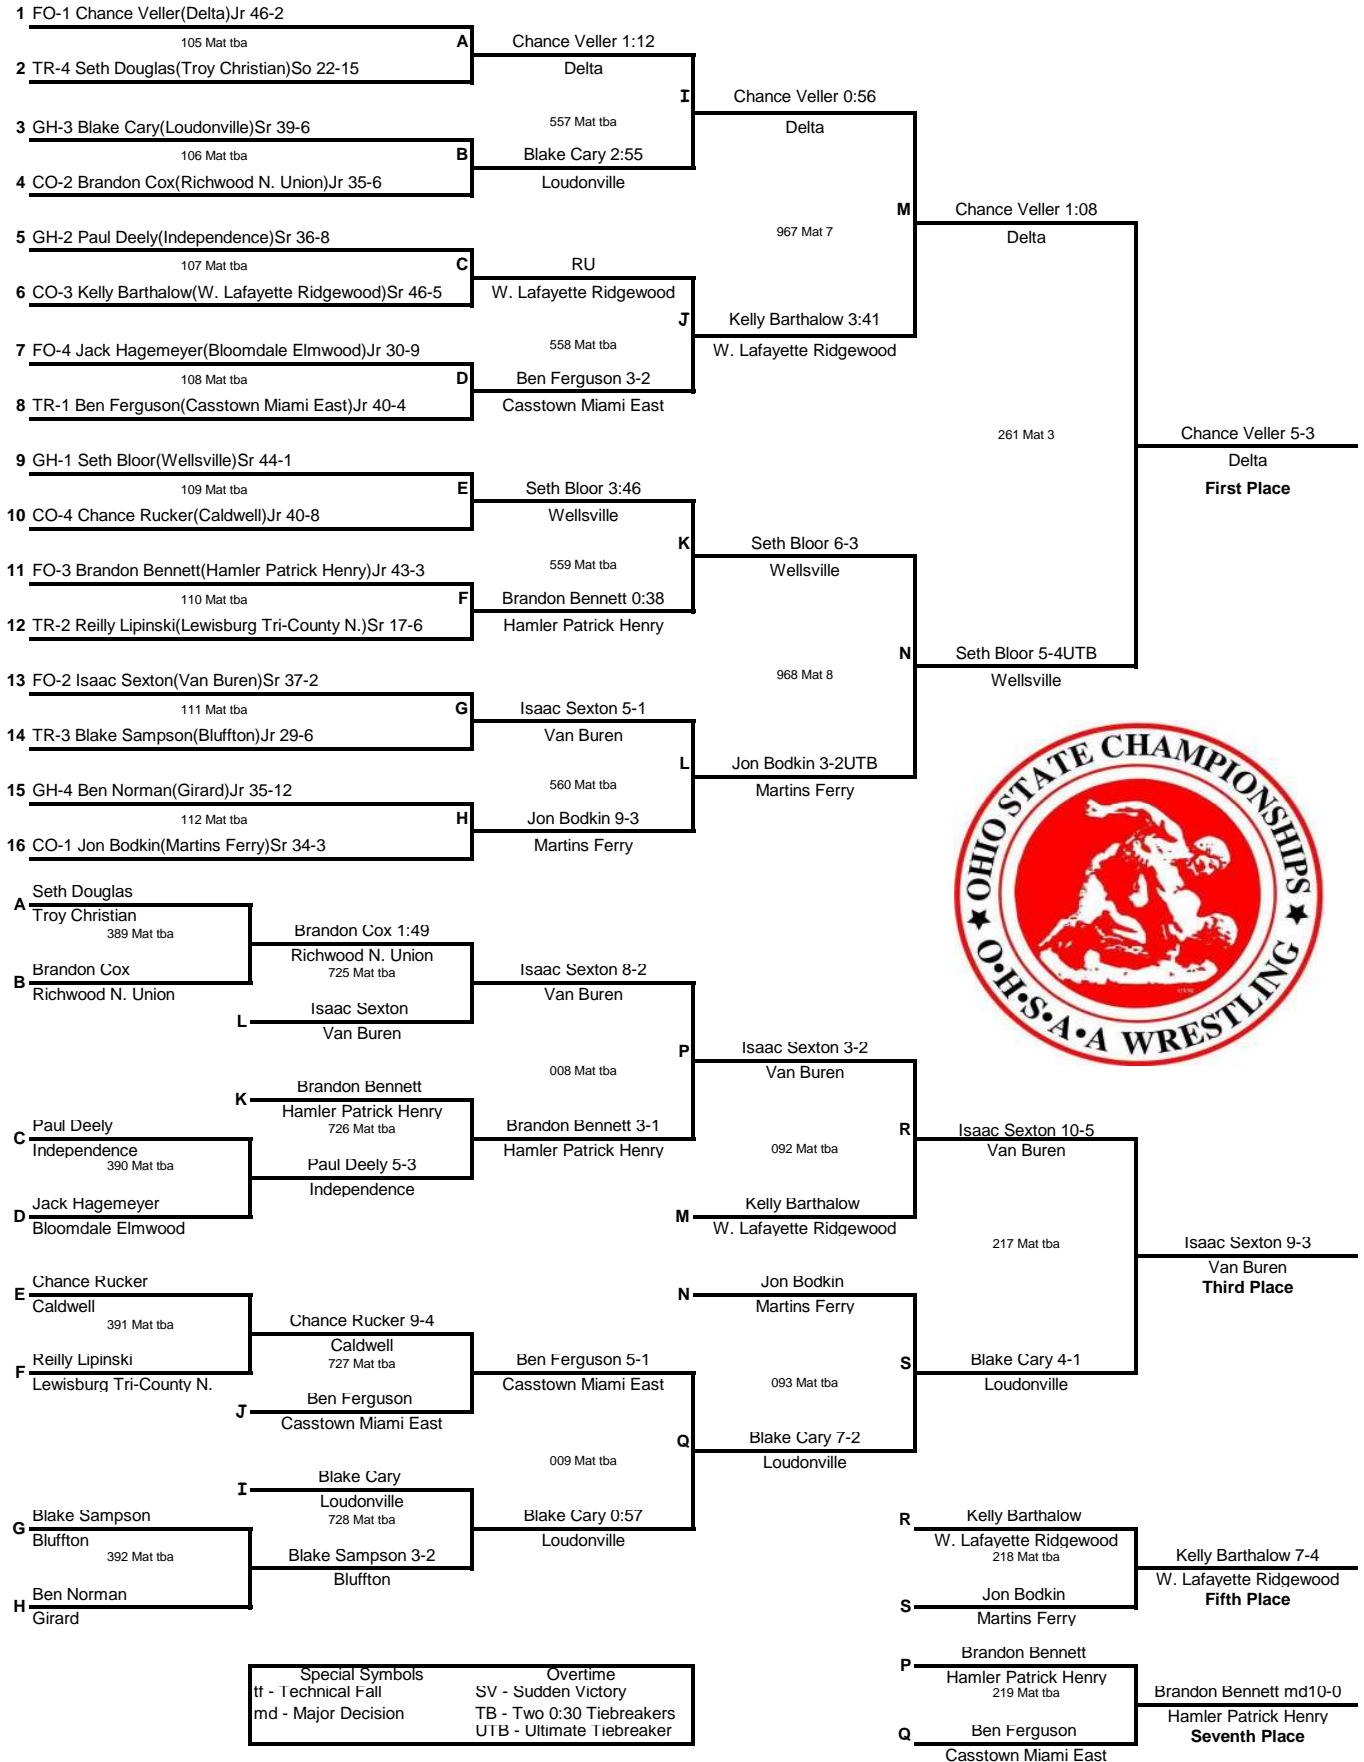 1 FO-1 Chance Veller(Delta)Jr 46-2
105 Mat tba
A
2 TR-4 Seth Douglas(Troy Christian)So 22-15
Chance Veller 1:12
Delta
I
3 GH-3 Blake Cary(Loudonville)Sr 39-6
106 Mat tba
B
4 CO-2 Brandon Cox(Richwood N. Union)Jr 35-6
557 Mat tba
Blake Cary 2:55
Loudonville
Chance Veller 0:56
Delta
M
5 GH-2 Paul Deely(Independence)Sr 36-8
107 Mat tba
C
6 CO-3 Kelly Barthalow(W. Lafayette Ridgewood)Sr 46-5
RU
W. Lafayette Ridgewood
J
7 FO-4 Jack Hagemeyer(Bloomdale Elmwood)Jr 30-9
108 Mat tba
D
8 TR-1 Ben Ferguson(Casstown Miami East)Jr 40-4
558 Mat tba
Ben Ferguson 3-2
Casstown Miami East
967 Mat 7
Kelly Barthalow 3:41
W. Lafayette Ridgewood
Chance Veller 1:08
Delta
9 GH-1 Seth Bloor(Wellsville)Sr 44-1
109 Mat tba
E
10 CO-4 Chance Rucker(Caldwell)Jr 40-8
Seth Bloor 3:46
Wellsville
K
11 FO-3 Brandon Bennett(Hamler Patrick Henry)Jr 43-3
110 Mat tba
F
12 TR-2 Reilly Lipinski(Lewisburg Tri-County N.)Sr 17-6
559 Mat tba
Brandon Bennett 0:38
Hamler Patrick Henry
Seth Bloor 6-3
Wellsville
N
13 FO-2 Isaac Sexton(Van Buren)Sr 37-2
111 Mat tba
G
14 TR-3 Blake Sampson(Bluffton)Jr 29-6
Isaac Sexton 5-1
Van Buren
L
15 GH-4 Ben Norman(Girard)Jr 35-12
112 Mat tba
H
16 CO-1 Jon Bodkin(Martins Ferry)Sr 34-3
560 Mat tba
Jon Bodkin 9-3
Martins Ferry
968 Mat 8
Jon Bodkin 3-2UTB
Martins Ferry
261 Mat 3
Seth Bloor 5-4UTB
Wellsville
Chance Veller 5-3
Delta
First Place
OHIO STATE CHAMPIONSHIPS
★ O•H•S•A•A WRESTLING ★
A Seth Douglas
Troy Christian
389 Mat tba
B Brandon Cox
Richwood N. Union
Brandon Cox 1:49
Richwood N. Union
725 Mat tba
L Isaac Sexton
Van Buren
Isaac Sexton 8-2
Van Buren
P
K Brandon Bennett
Hamler Patrick Henry
726 Mat tba
C Paul Deely
Independence
390 Mat tba
D Jack Hagemeyer
Bloomdale Elmwood
Paul Deely 5-3
Independence
008 Mat tba
Brandon Bennett 3-1
Hamler Patrick Henry
Isaac Sexton 3-2
Van Buren
R
092 Mat tba
M Kelly Barthalow
W. Lafayette Ridgewood
Isaac Sexton 10-5
Van Buren
E Chance Rucker
Caldwell
391 Mat tba
F Reilly Lipinski
Lewisburg Tri-County N.
Chance Rucker 9-4
Caldwell
727 Mat tba
J Ben Ferguson
Casstown Miami East
Ben Ferguson 5-1
Casstown Miami East
Q
I Blake Cary
Loudonville
728 Mat tba
G Blake Sampson
Bluffton
392 Mat tba
H Ben Norman
Girard
Blake Sampson 3-2
Bluffton
009 Mat tba
Blake Cary 0:57
Loudonville
N Jon Bodkin
Martins Ferry
S
093 Mat tba
Blake Cary 7-2
Loudonville
217 Mat tba
Blake Cary 4-1
Loudonville
Isaac Sexton 9-3
Van Buren
Third Place
R Kelly Barthalow
W. Lafayette Ridgewood
218 Mat tba
S Jon Bodkin
Martins Ferry
Kelly Barthalow 7-4
W. Lafayette Ridgewood
Fifth Place
P Brandon Bennett
Hamler Patrick Henry
219 Mat tba
Q Ben Ferguson
Casstown Miami East
Brandon Bennett md10-0
Hamler Patrick Henry
Seventh Place
Special Symbols Overtime
tf - Technical Fall SV - Sudden Victory
md - Major Decision TB - Two 0:30 Tiebreakers
UTB - Ultimate Tiebreaker